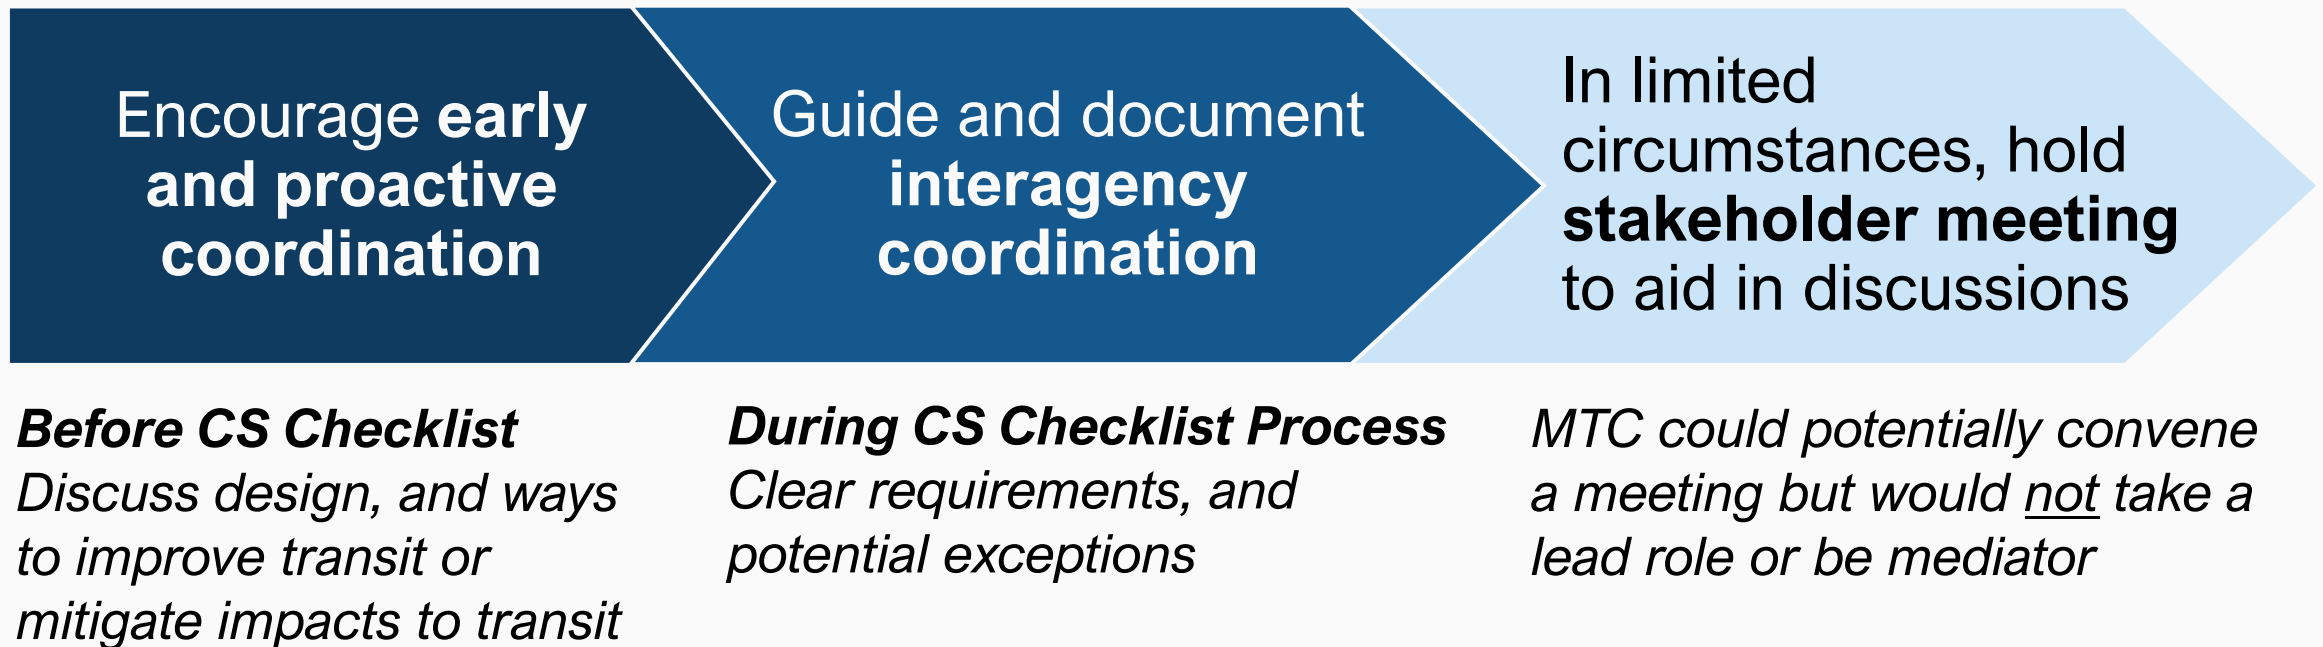 Encourage early
and proactive
coordination
Guide and document
interagency
coordination
In limited
circumstances, hold
stakeholder meeting
to aid in discussions
Before CS Checklist
Discuss design, and ways
to improve transit or
mitigate impacts to transit
During CS Checklist Process
Clear requirements, and
potential exceptions
MTC could potentially convene
a meeting but would not take a
lead role or be mediator